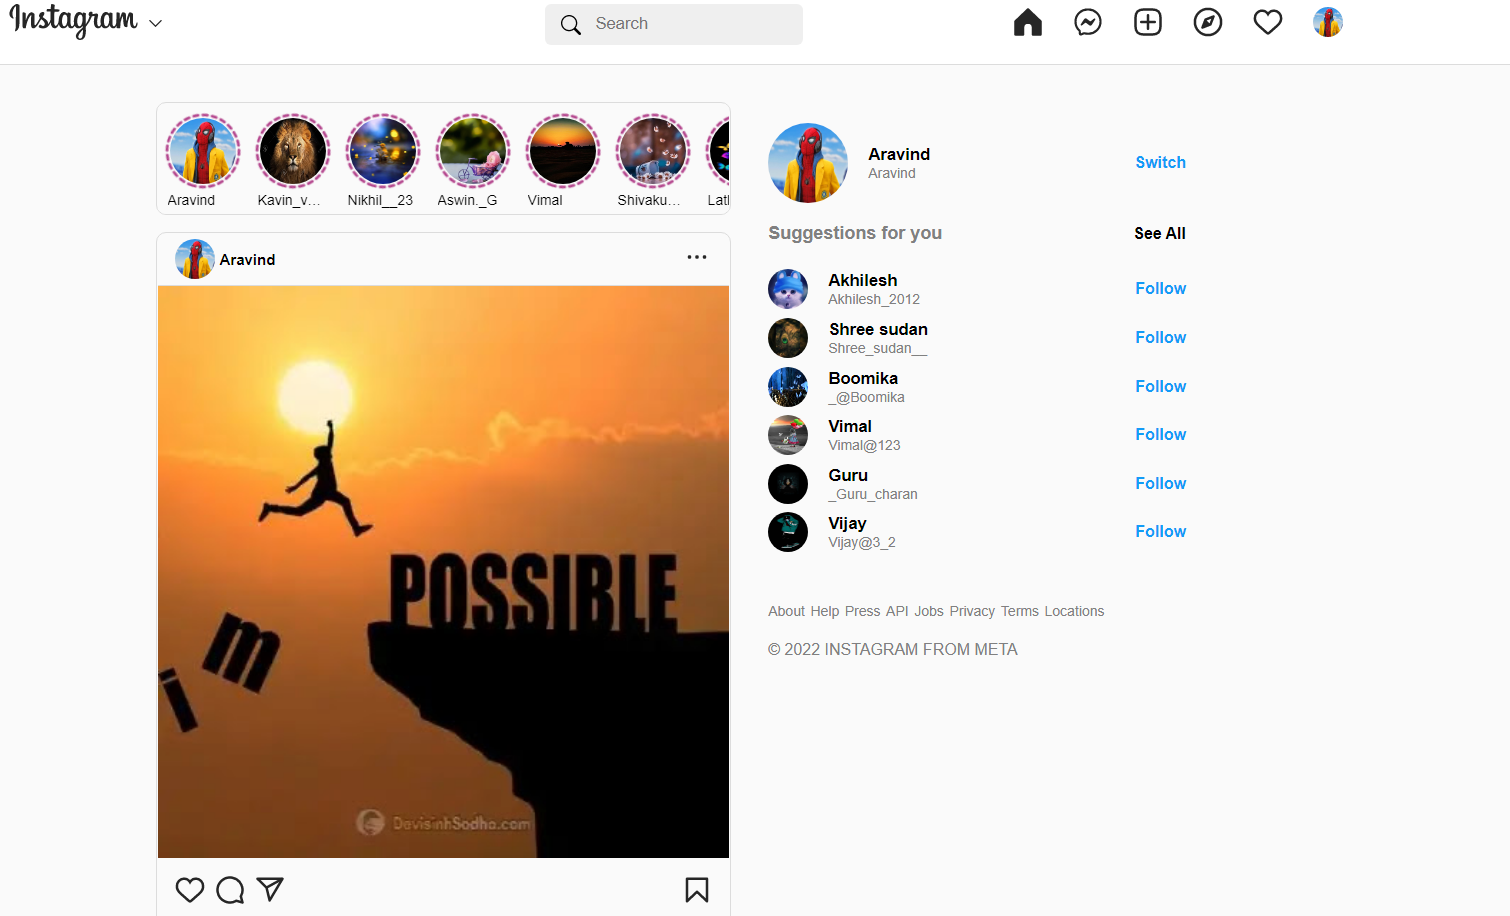 Instagram
Search
Aravind
Kavin_v...
Nikhil__23
Aswin._G
Vimal
Shivaku...
Aravind
POSSIBLE
m
i
DevisinhSodha.com
Aravind
Aravind
Switch
Suggestions for you
See All
Akhilesh
Akhilesh_2012
Follow
Shree sudan
Shree_sudan__
Follow
Boomika
_@Boomika
Follow
Vimal
Vimal@123
Follow
Guru
_Guru_charan
Follow
Vijay
Vijay@3_2
Follow
About Help Press API Jobs Privacy Terms Locations
© 2022 INSTAGRAM FROM META